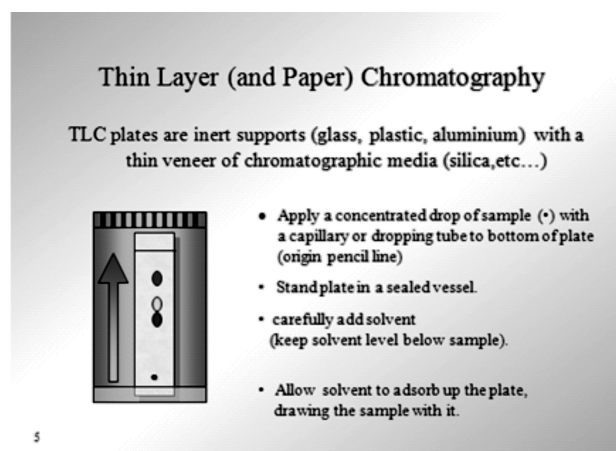 Thin Layer (and Paper) Chromatography
TLC plates are inert supports (glass, plastic, aluminium) with a
thin veneer of chromatographic media (silica,etc…)
• Apply a concentrated drop of sample (•) with
a capillary or dropping tube to bottom of plate
(origin pencil line)
• Stand plate in a sealed vessel.
• carefully add solvent
(keep solvent level below sample).
• Allow solvent to adsorb up the plate,
drawing the sample with it.
5